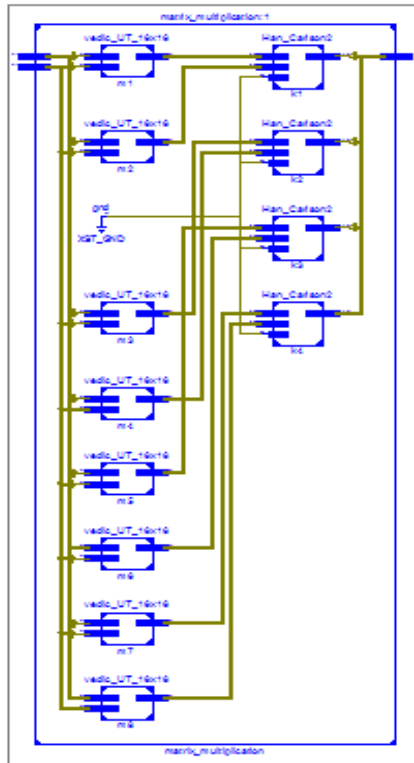 matrix_multiplication:1
vedic_UT_16x16
Han_Carlson2
m1
k1
vedic_UT_16x16
Han_Carlson2
m2
k2
gnd
XST_GND
Han_Carlson2
k3
vedic_UT_16x16
Han_Carlson2
m3
k4
vedic_UT_16x16
m4
vedic_UT_16x16
m5
vedic_UT_16x16
m6
vedic_UT_16x16
m7
vedic_UT_16x16
m8
matrix_multiplication